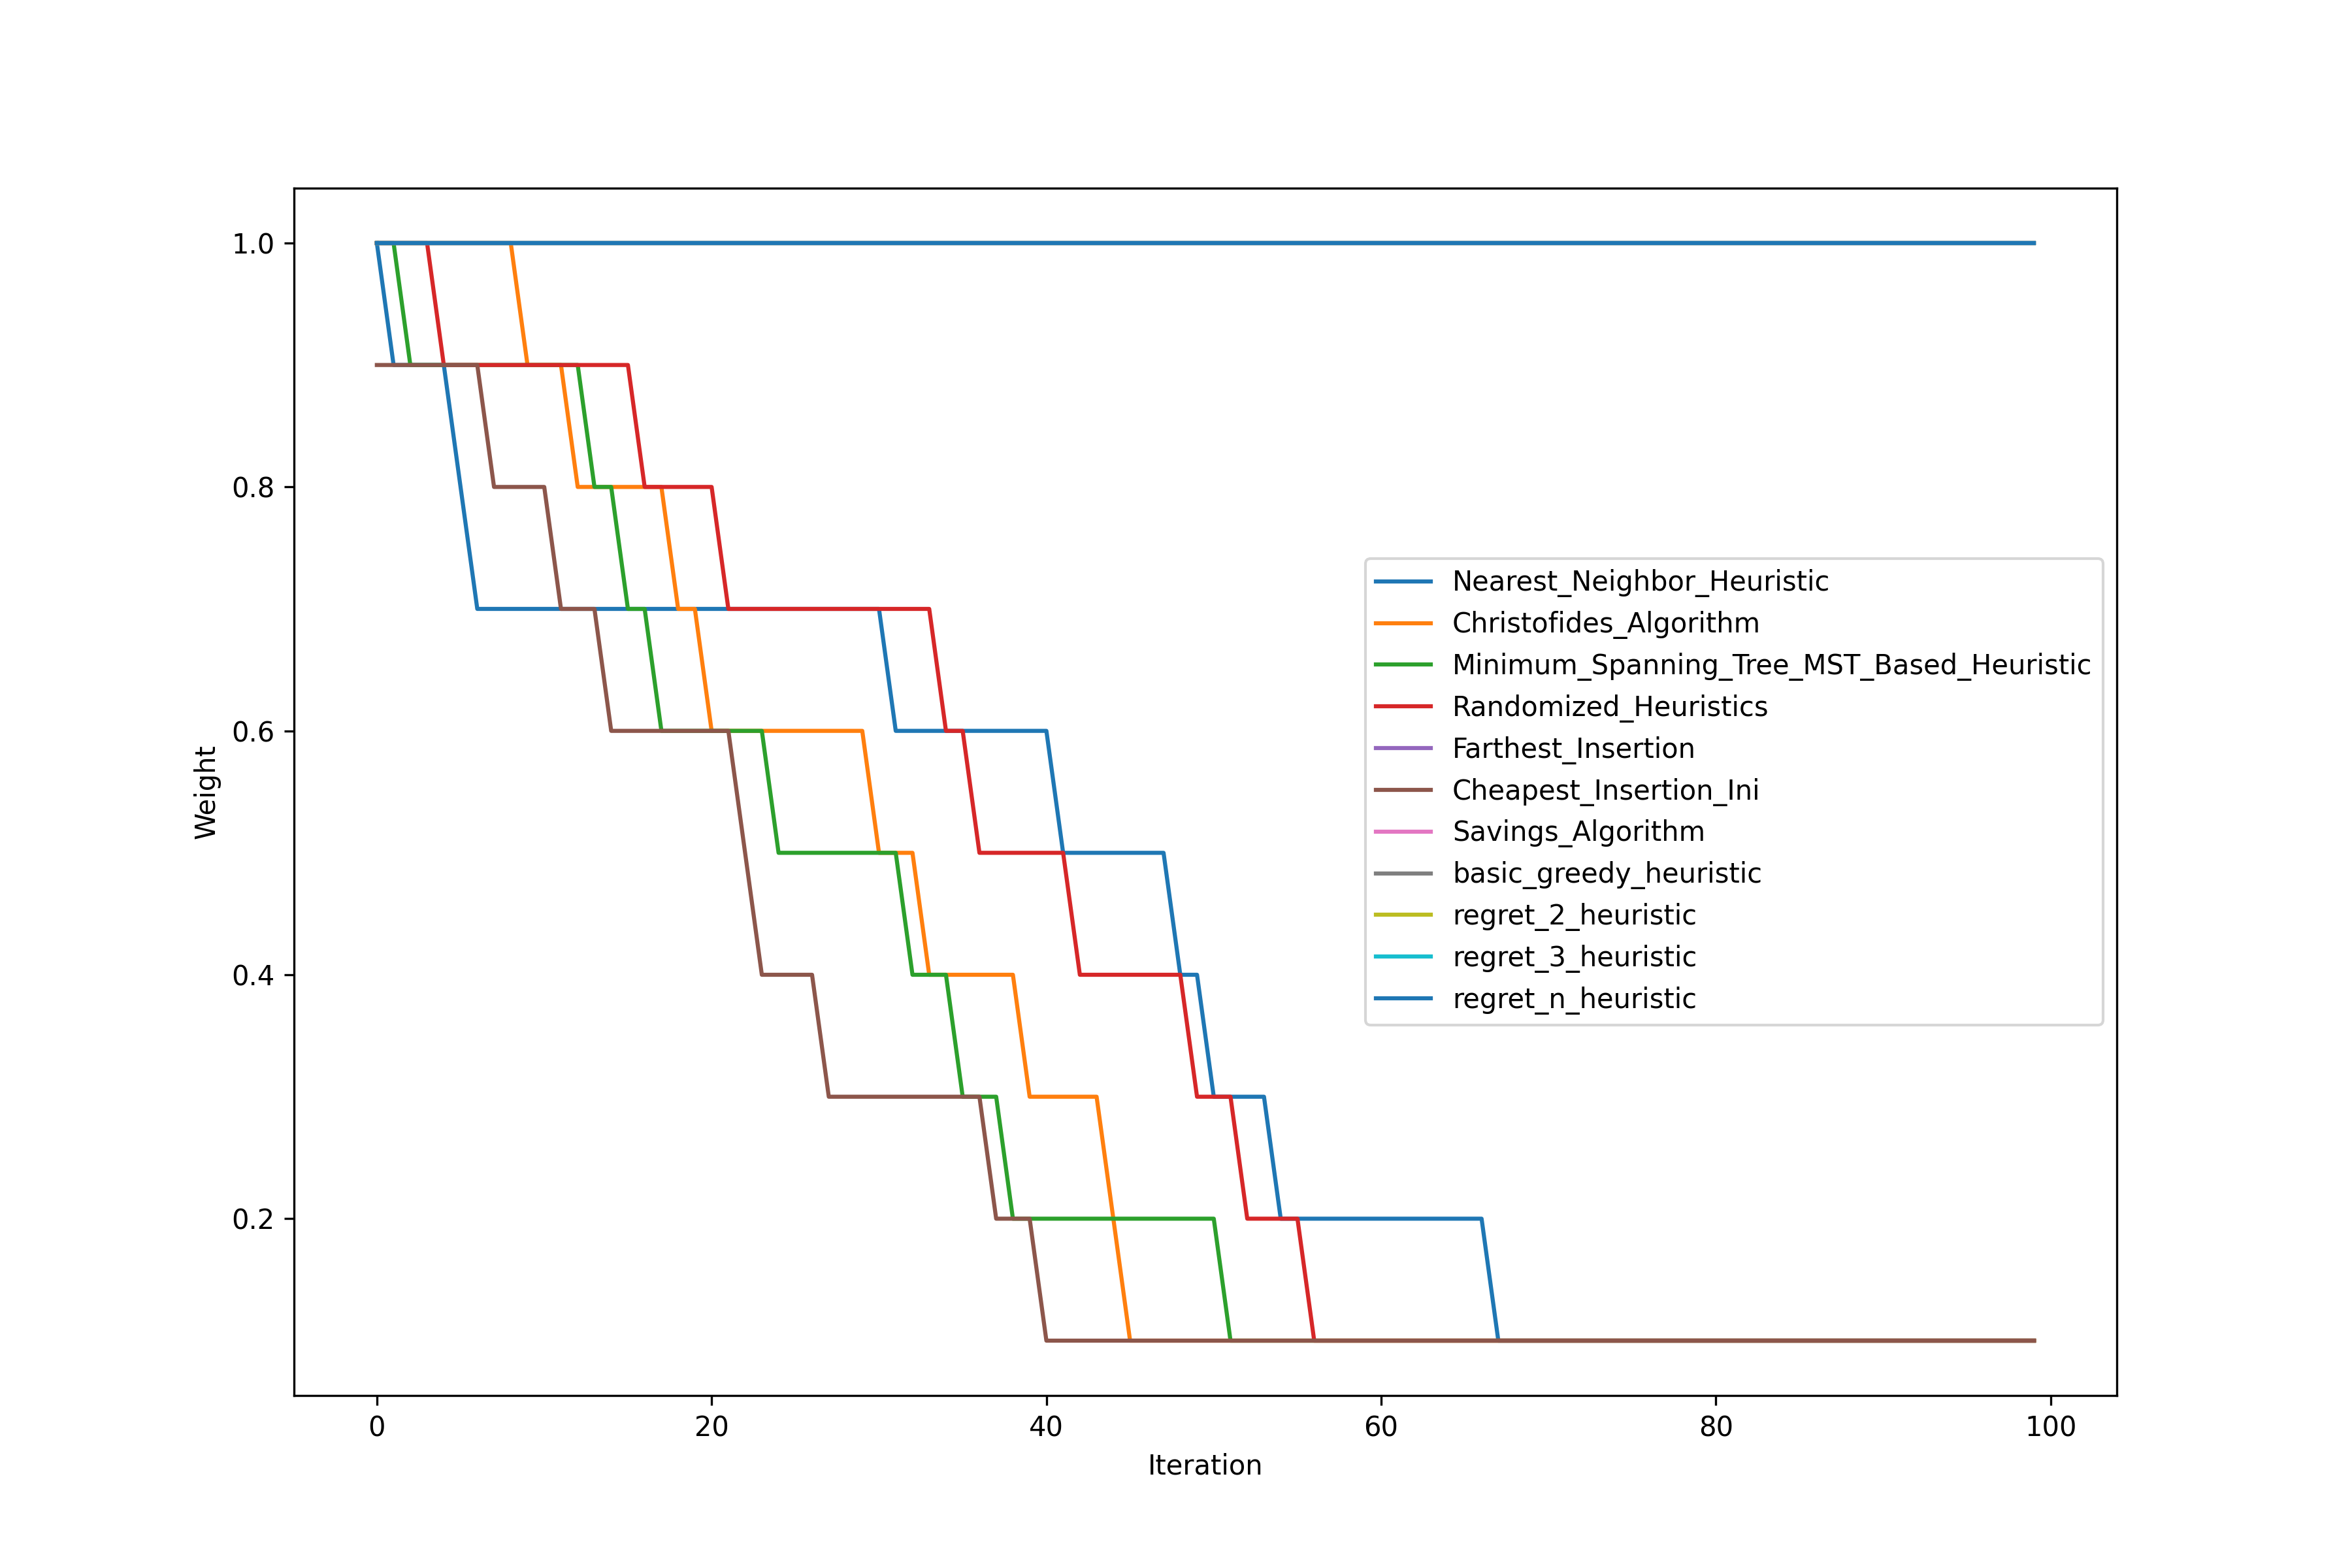 1.0
0.8
0.6
0.4
0.2
Weight
Nearest_Neighbor_Heuristic
Christofides_Algorithm
Minimum_Spanning_Tree_MST_Based_Heuristic
Randomized_Heuristics
Farthest_Insertion
Cheapest_Insertion_Ini
Savings_Algorithm
basic_greedy_heuristic
regret_2_heuristic
regret_3_heuristic
regret_n_heuristic
0 20 40 60 80 100
Iteration